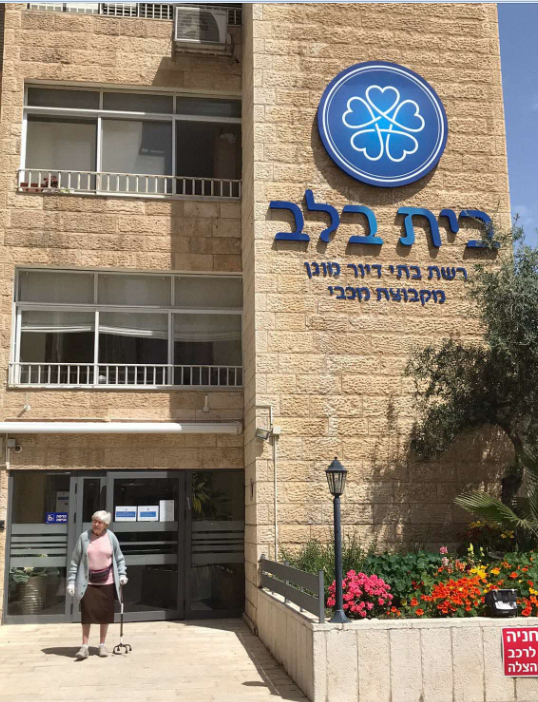 בית בלב
רשת בתי דיור מוגן
מקבוצת מכבי
חניה
לרכב
הצלה